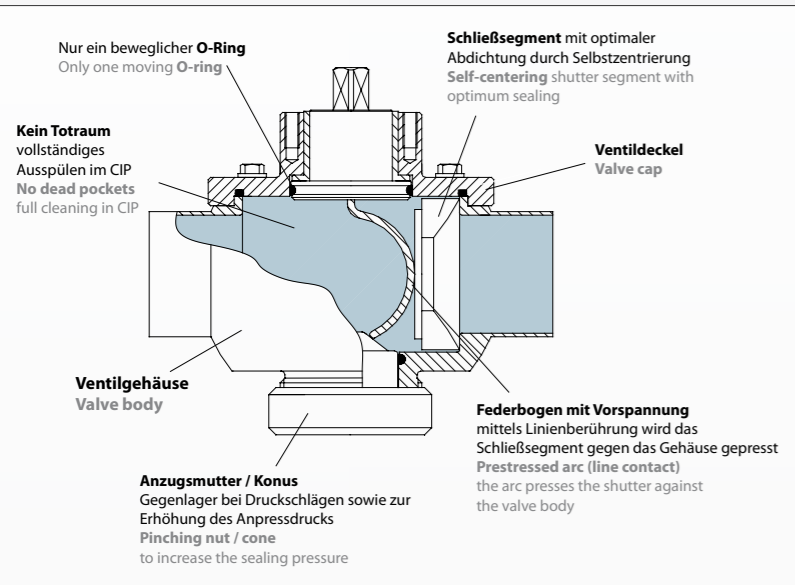 Nur ein beweglicher O-Ring
Only one moving O-ring
Schließsegment mit optimaler
Abdichtung durch Selbstzentrierung
Self-centering shutter segment with
optimum sealing
Kein Totraum
vollständiges
Ausspülen im CIP
No dead pockets
full cleaning in CIP
Ventildeckel
Valve cap
Ventilgehäuse
Valve body
Federbogen mit Vorspannung
mittels Linienberührung wird das
Schließsegment gegen das Gehäuse gepresst
Prestressed arc (line contact)
the arc presses the shutter against
the valve body
Anzugsmutter / Konus
Gegenlager bei Druckschlägen sowie zur
Erhöhung des Anpressdrucks
Pinching nut / cone
to increase the sealing pressure